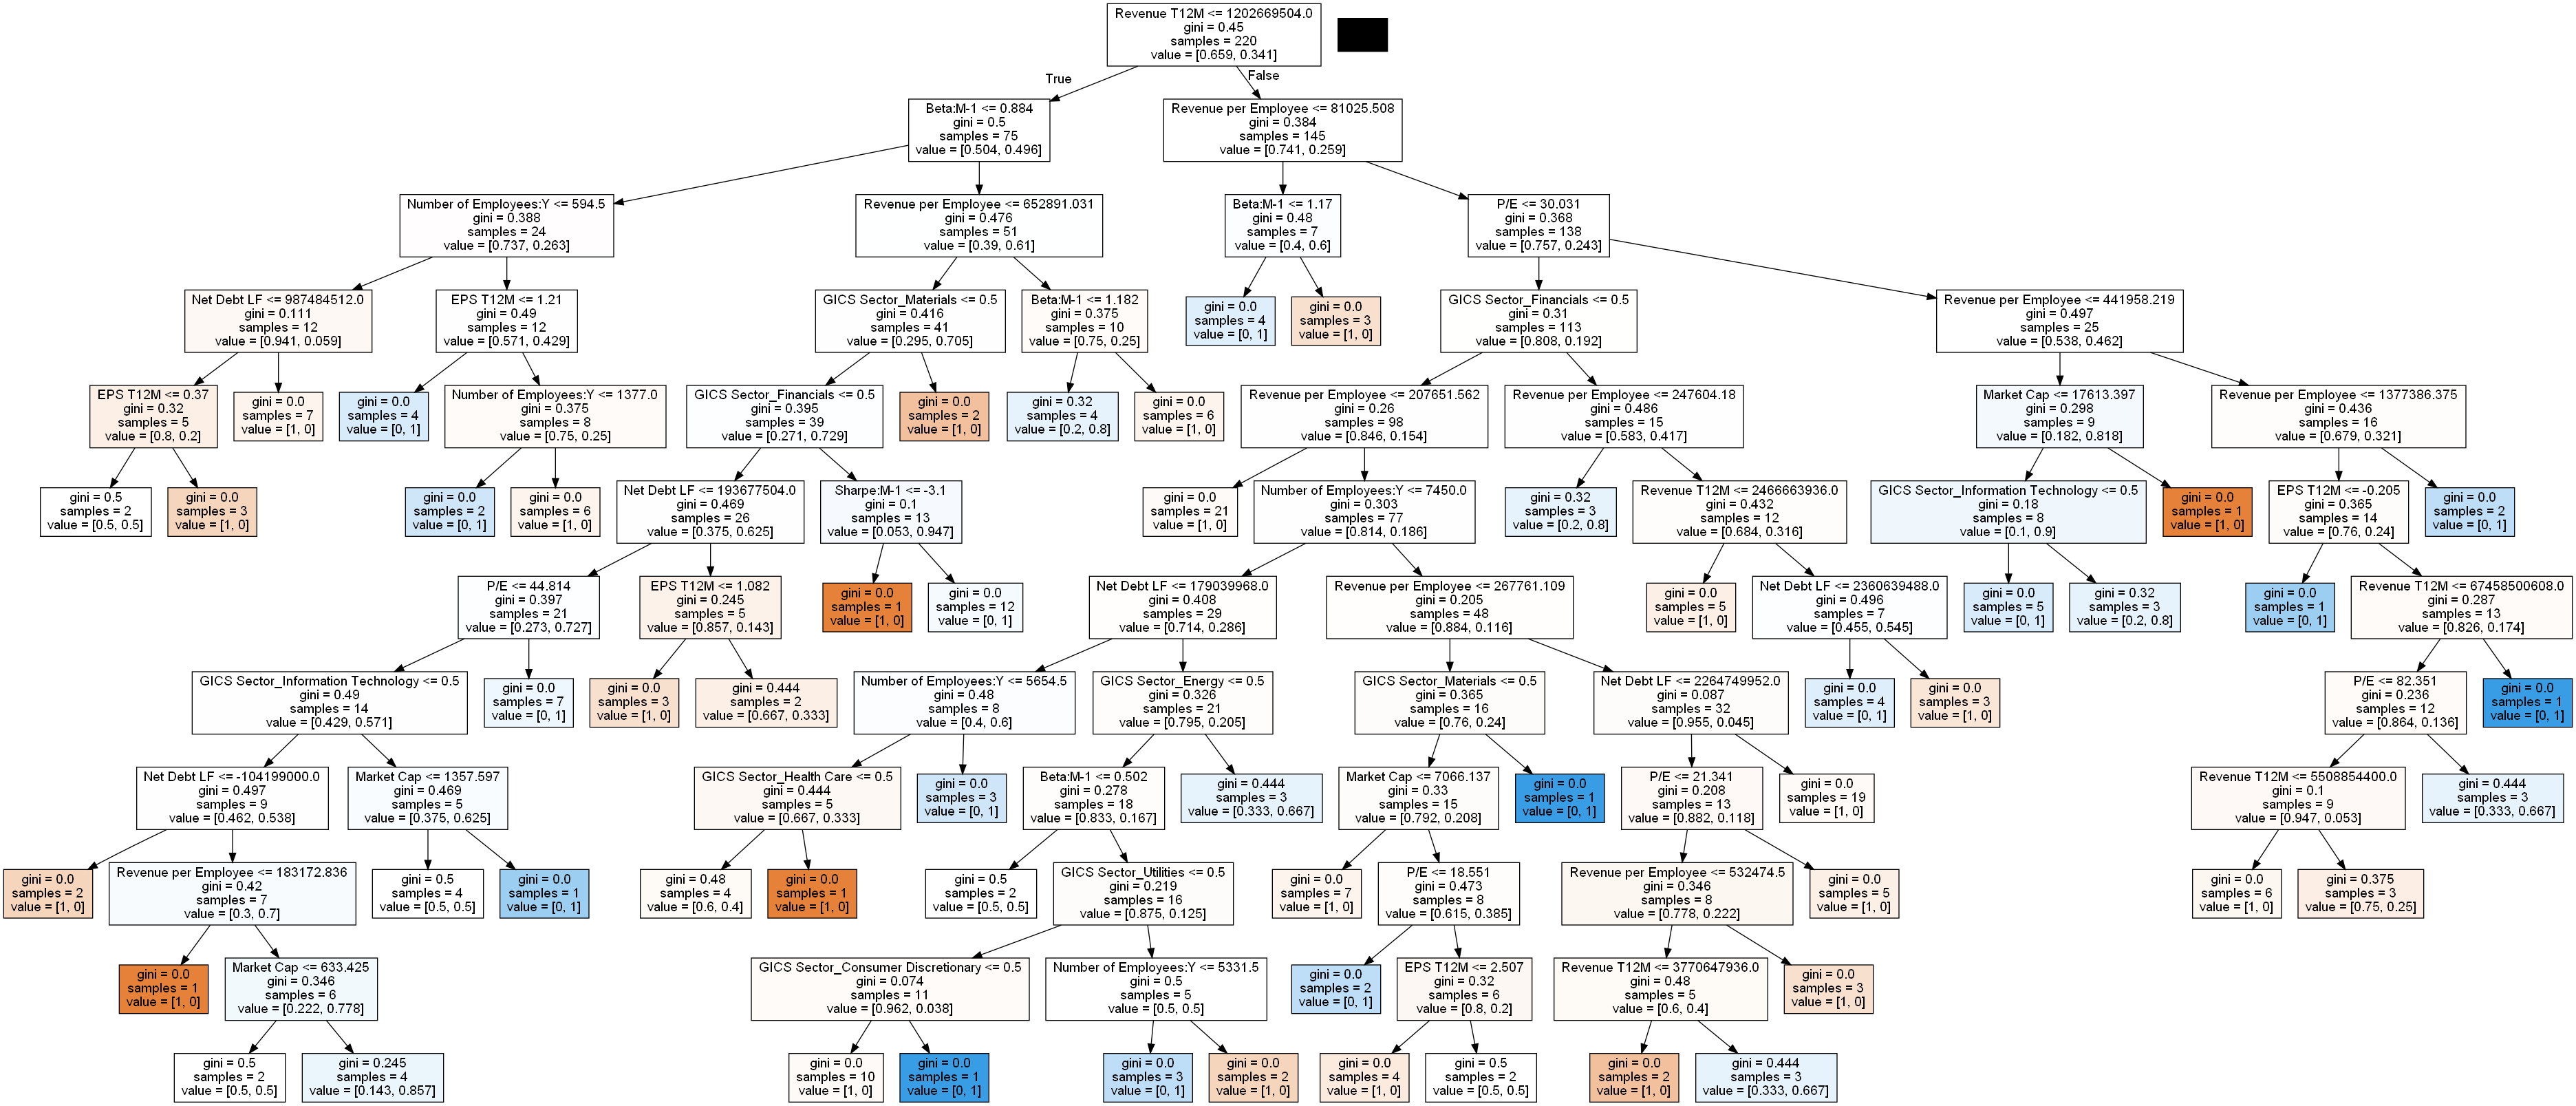 Revenue T12M <= 1202669504.0
gini = 0.45
samples = 220
value = [0.659, 0.341]
True
False
Beta:M-1 <= 0.884
gini = 0.5
samples = 75
value = [0.504, 0.496]
Revenue per Employee <= 81025.508
gini = 0.384
samples = 145
value = [0.741, 0.259]
Number of Employees:Y <= 594.5
gini = 0.388
samples = 24
value = [0.737, 0.263]
Revenue per Employee <= 652891.031
gini = 0.476
samples = 51
value = [0.39, 0.61]
Beta:M-1 <= 1.17
gini = 0.48
samples = 7
value = [0.4, 0.6]
P/E <= 30.031
gini = 0.368
samples = 138
value = [0.757, 0.243]
Net Debt LF <= 987484512.0
gini = 0.111
samples = 12
value = [0.941, 0.059]
EPS T12M <= 1.21
gini = 0.49
samples = 12
value = [0.571, 0.429]
GICS Sector_Materials <= 0.5
gini = 0.416
samples = 41
value = [0.295, 0.705]
Beta:M-1 <= 1.182
gini = 0.375
samples = 10
value = [0.75, 0.25]
gini = 0.0
samples = 4
value = [0, 1]
gini = 0.0
samples = 3
value = [1, 0]
GICS Sector_Financials <= 0.5
gini = 0.31
samples = 113
value = [0.808, 0.192]
Revenue per Employee <= 441958.219
gini = 0.497
samples = 25
value = [0.538, 0.462]
EPS T12M <= 0.37
gini = 0.32
samples = 5
value = [0.8, 0.2]
gini = 0.0
samples = 7
value = [1, 0]
gini = 0.0
samples = 4
value = [0, 1]
Number of Employees:Y <= 1377.0
gini = 0.375
samples = 8
value = [0.75, 0.25]
GICS Sector_Financials <= 0.5
gini = 0.395
samples = 39
value = [0.271, 0.729]
gini = 0.0
samples = 2
value = [1, 0]
gini = 0.32
samples = 4
value = [0.2, 0.8]
gini = 0.0
samples = 6
value = [1, 0]
Revenue per Employee <= 207651.562
gini = 0.26
samples = 98
value = [0.846, 0.154]
Revenue per Employee <= 247604.18
gini = 0.486
samples = 15
value = [0.583, 0.417]
Market Cap <= 17613.397
gini = 0.298
samples = 9
value = [0.182, 0.818]
Revenue per Employee <= 1377386.375
gini = 0.436
samples = 16
value = [0.679, 0.321]
gini = 0.5
samples = 2
value = [0.5, 0.5]
gini = 0.0
samples = 3
value = [1, 0]
gini = 0.0
samples = 2
value = [0, 1]
gini = 0.0
samples = 6
value = [1, 0]
Net Debt LF <= 193677504.0
gini = 0.469
samples = 26
value = [0.375, 0.625]
Sharpe:M-1 <= -3.1
gini = 0.1
samples = 13
value = [0.053, 0.947]
gini = 0.0
samples = 21
value = [1, 0]
Number of Employees:Y <= 7450.0
gini = 0.303
samples = 77
value = [0.814, 0.186]
gini = 0.32
samples = 3
value = [0.2, 0.8]
Revenue T12M <= 2466663936.0
gini = 0.432
samples = 12
value = [0.684, 0.316]
GICS Sector_Information Technology <= 0.5
gini = 0.18
samples = 8
value = [0.1, 0.9]
gini = 0.0
samples = 1
value = [1, 0]
EPS T12M <= -0.205
gini = 0.365
samples = 14
value = [0.76, 0.24]
gini = 0.0
samples = 2
value = [0, 1]
P/E <= 44.814
gini = 0.397
samples = 21
value = [0.273, 0.727]
EPS T12M <= 1.082
gini = 0.245
samples = 5
value = [0.857, 0.143]
gini = 0.0
samples = 1
value = [1, 0]
gini = 0.0
samples = 12
value = [0, 1]
Net Debt LF <= 179039968.0
gini = 0.408
samples = 29
value = [0.714, 0.286]
Revenue per Employee <= 267761.109
gini = 0.205
samples = 48
value = [0.884, 0.116]
gini = 0.0
samples = 5
value = [1, 0]
Net Debt LF <= 2360639488.0
gini = 0.496
samples = 7
value = [0.455, 0.545]
gini = 0.0
samples = 5
value = [0, 1]
gini = 0.32
samples = 3
value = [0.2, 0.8]
gini = 0.0
samples = 1
value = [0, 1]
Revenue T12M <= 67458500608.0
gini = 0.287
samples = 13
value = [0.826, 0.174]
GICS Sector_Information Technology <= 0.5
gini = 0.49
samples = 14
value = [0.429, 0.571]
gini = 0.0
samples = 7
value = [0, 1]
gini = 0.0
samples = 3
value = [1, 0]
gini = 0.444
samples = 2
value = [0.667, 0.333]
Number of Employees:Y <= 5654.5
gini = 0.48
samples = 8
value = [0.4, 0.6]
GICS Sector_Energy <= 0.5
gini = 0.326
samples = 21
value = [0.795, 0.205]
GICS Sector_Materials <= 0.5
gini = 0.365
samples = 16
value = [0.76, 0.24]
Net Debt LF <= 2264749952.0
gini = 0.087
samples = 32
value = [0.955, 0.045]
gini = 0.0
samples = 4
value = [0, 1]
gini = 0.0
samples = 3
value = [1, 0]
P/E <= 82.351
gini = 0.236
samples = 12
value = [0.864, 0.136]
gini = 0.0
samples = 1
value = [0, 1]
Net Debt LF <= -104199000.0
gini = 0.497
samples = 9
value = [0.462, 0.538]
Market Cap <= 1357.597
gini = 0.469
samples = 5
value = [0.375, 0.625]
GICS Sector_Health Care <= 0.5
gini = 0.444
samples = 5
value = [0.667, 0.333]
gini = 0.0
samples = 3
value = [0, 1]
Beta:M-1 <= 0.502
gini = 0.278
samples = 18
value = [0.833, 0.167]
gini = 0.444
samples = 3
value = [0.333, 0.667]
Market Cap <= 7066.137
gini = 0.33
samples = 15
value = [0.792, 0.208]
gini = 0.0
samples = 1
value = [0, 1]
P/E <= 21.341
gini = 0.208
samples = 13
value = [0.882, 0.118]
gini = 0.0
samples = 19
value = [1, 0]
Revenue T12M <= 5508854400.0
gini = 0.1
samples = 9
value = [0.947, 0.053]
gini = 0.444
samples = 3
value = [0.333, 0.667]
gini = 0.0
samples = 2
value = [1, 0]
Revenue per Employee <= 183172.836
gini = 0.42
samples = 7
value = [0.3, 0.7]
gini = 0.5
samples = 4
value = [0.5, 0.5]
gini = 0.0
samples = 1
value = [0, 1]
gini = 0.48
samples = 4
value = [0.6, 0.4]
gini = 0.0
samples = 1
value = [1, 0]
gini = 0.5
samples = 2
value = [0.5, 0.5]
GICS Sector_Utilities <= 0.5
gini = 0.219
samples = 16
value = [0.875, 0.125]
gini = 0.0
samples = 7
value = [1, 0]
P/E <= 18.551
gini = 0.473
samples = 8
value = [0.615, 0.385]
Revenue per Employee <= 532474.5
gini = 0.346
samples = 8
value = [0.778, 0.222]
gini = 0.0
samples = 5
value = [1, 0]
gini = 0.0
samples = 6
value = [1, 0]
gini = 0.375
samples = 3
value = [0.75, 0.25]
gini = 0.0
samples = 1
value = [1, 0]
Market Cap <= 633.425
gini = 0.346
samples = 6
value = [0.222, 0.778]
GICS Sector_Consumer Discretionary <= 0.5
gini = 0.074
samples = 11
value = [0.962, 0.038]
Number of Employees:Y <= 5331.5
gini = 0.5
samples = 5
value = [0.5, 0.5]
gini = 0.0
samples = 2
value = [0, 1]
EPS T12M <= 2.507
gini = 0.32
samples = 6
value = [0.8, 0.2]
Revenue T12M <= 3770647936.0
gini = 0.48
samples = 5
value = [0.6, 0.4]
gini = 0.0
samples = 3
value = [1, 0]
gini = 0.5
samples = 2
value = [0.5, 0.5]
gini = 0.245
samples = 4
value = [0.143, 0.857]
gini = 0.0
samples = 10
value = [1, 0]
gini = 0.0
samples = 1
value = [0, 1]
gini = 0.0
samples = 3
value = [0, 1]
gini = 0.0
samples = 2
value = [1, 0]
gini = 0.0
samples = 4
value = [1, 0]
gini = 0.5
samples = 2
value = [0.5, 0.5]
gini = 0.0
samples = 2
value = [1, 0]
gini = 0.444
samples = 3
value = [0.333, 0.667]